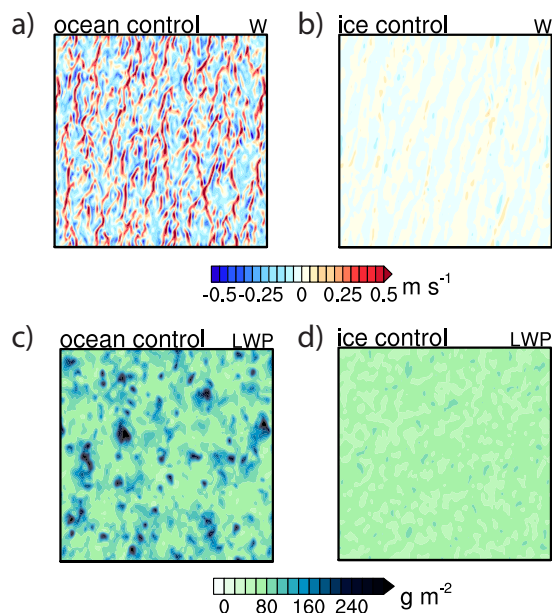 a) ocean control W
b) ice control W
-0.5 -0.25 0 0.25 0.5 m s⁻¹
c) ocean control LWP
d) ice control LWP
0 80 160 240 g m⁻²